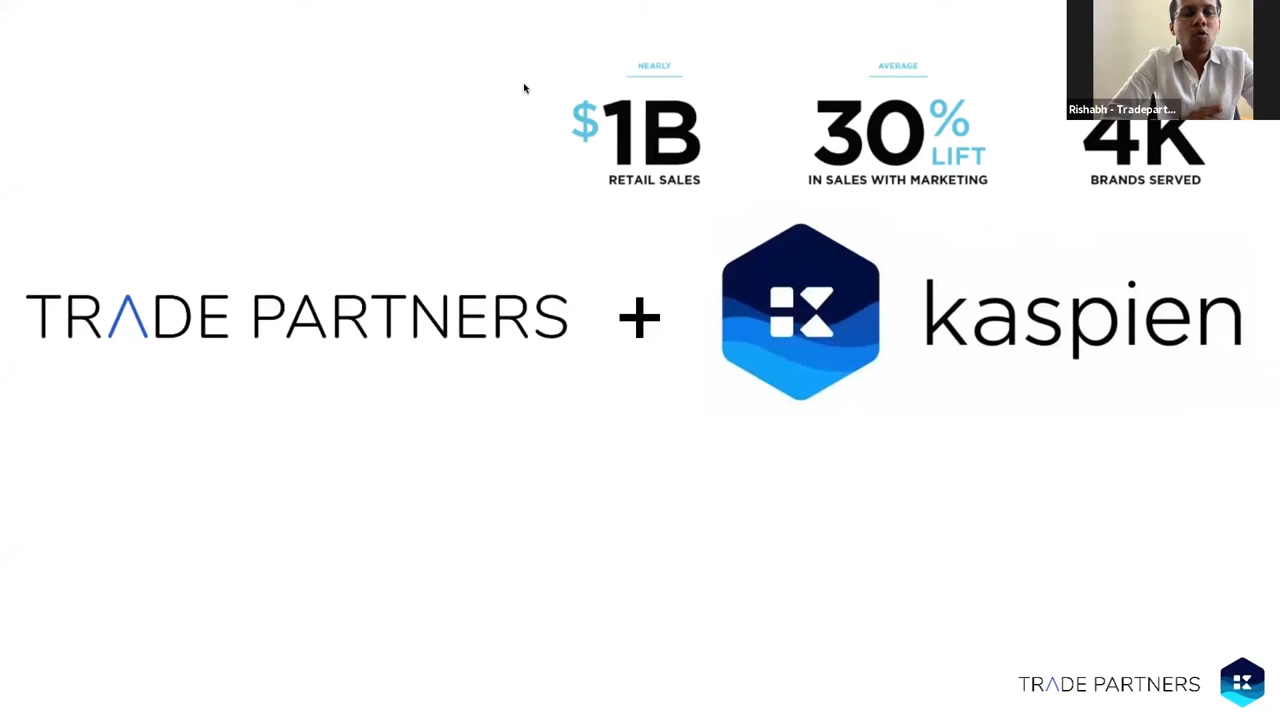 NEARLY
$1B
RETAIL SALES
AVERAGE
30%
LIFT
IN SALES WITH MARKETING
4K
BRANDS SERVED
Rishabh - Tradepart...
TRADE PARTNERS + kaspien
TRADE PARTNERS